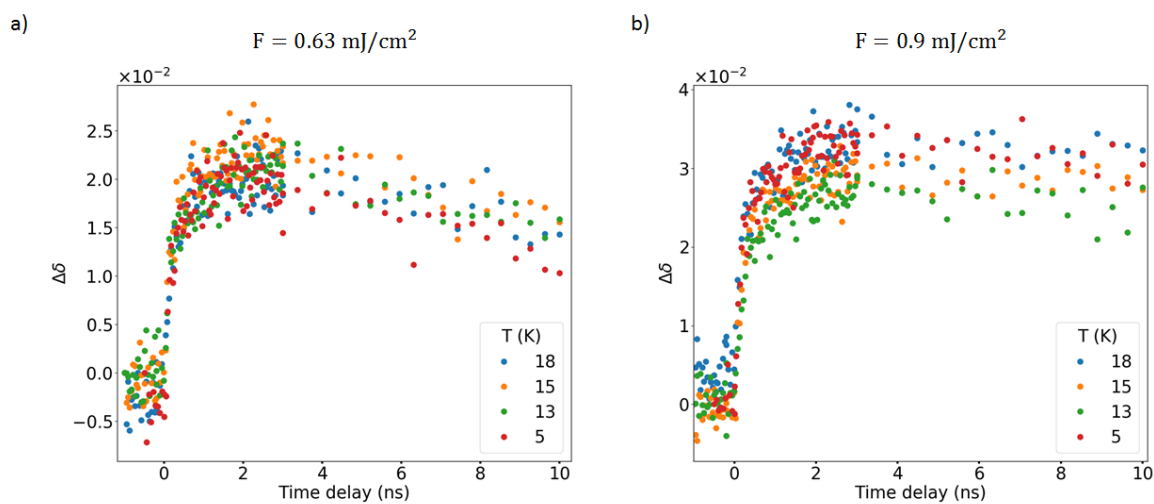 a)
F = 0.63 mJ/cm²
×10⁻²
2.5
2.0
1.5
1.0
0.5
0.0
−0.5
Δδ
0 2 4 6 8 10
Time delay (ns)
T (K)
18
15
13
5
b)
F = 0.9 mJ/cm²
×10⁻²
4
3
2
1
0
Δδ
0 2 4 6 8 10
Time delay (ns)
T (K)
18
15
13
5